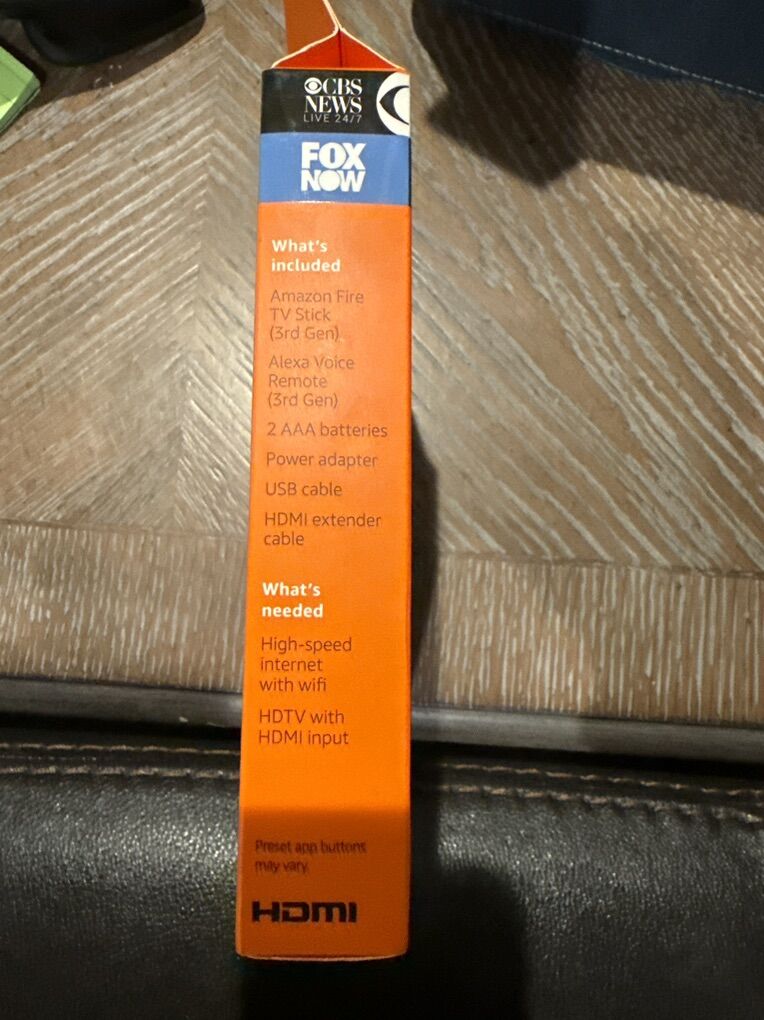 CBS
NEWS
LIVE 24/7
FOX
NOW
What's
included
Amazon Fire
TV Stick
(3rd Gen)
Alexa Voice
Remote
(3rd Gen)
2 AAA batteries
Power adapter
USB cable
HDMI extender
cable
What's
needed
High-speed
internet
with wifi
HDTV with
HDMI input
Preset app buttons
may vary.
HDMI